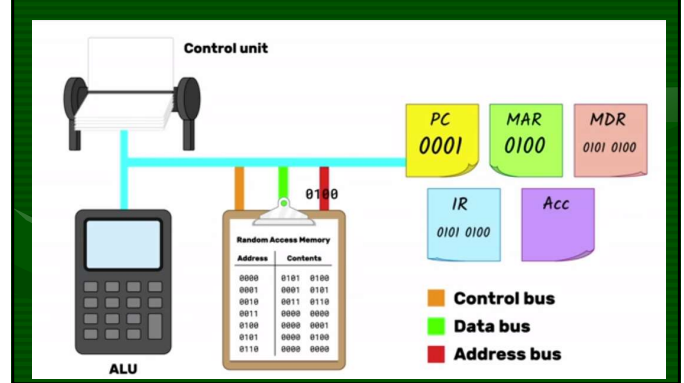 Control unit
PC
0001
MAR
0100
MDR
0101 0100
0100
IR
0101 0100
Acc
Random Access Memory
Address Contents
0000 0101 0100
0001 0001 0101
0010 0011 0110
0011 0000 0000
0100 0000 0001
0101 0000 0100
0110 0000 0000
ALU
Control bus
Data bus
Address bus